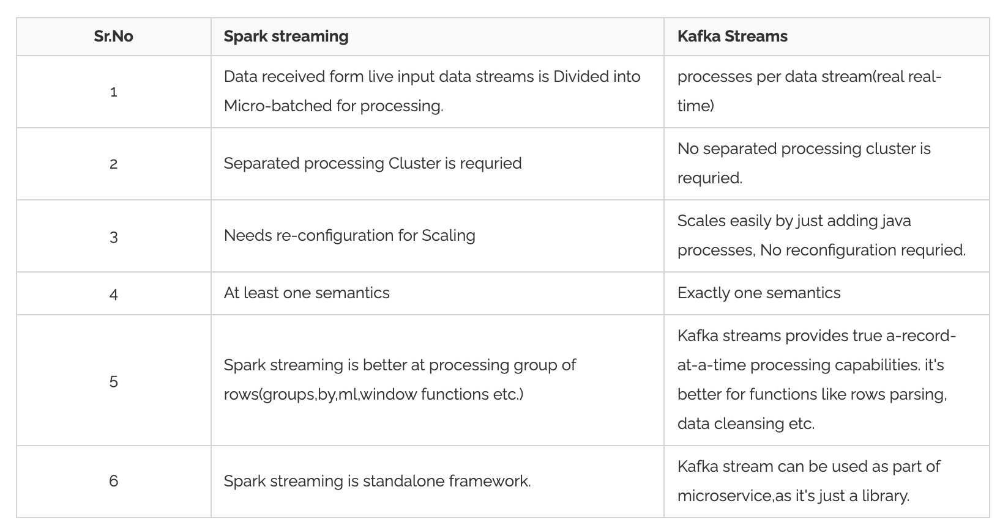 Sr.No
Spark streaming
Kafka Streams
1
Data received form live input data streams is Divided into
Micro-batched for processing.
processes per data stream(real real-
time)
2
Separated processing Cluster is requried
No separated processing cluster is
requried.
3
Needs re-configuration for Scaling
Scales easily by just adding java
processes, No reconfiguration requried.
4
At least one semantics
Exactly one semantics
5
Spark streaming is better at processing group of
rows(groups,by,ml,window functions etc.)
Kafka streams provides true a-record-
at-a-time processing capabilities. it's
better for functions like rows parsing,
data cleansing etc.
6
Spark streaming is standalone framework.
Kafka stream can be used as part of
microservice,as it's just a library.